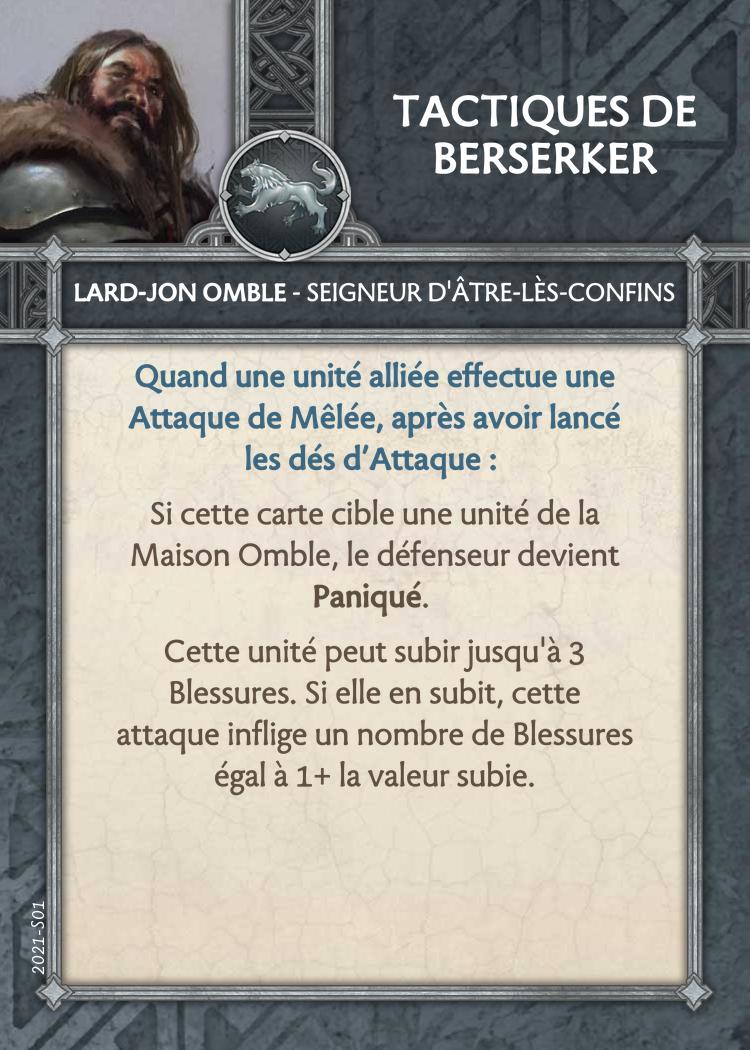 TACTIQUES DE
BERSERKER
LARD-JON OMBLE - SEIGNEUR D'ÂTRE-LÈS-CONFINS
Quand une unité alliée effectue une
Attaque de Mêlée, après avoir lancé
les dés d’Attaque :
Si cette carte cible une unité de la
Maison Omble, le défenseur devient
Paniqué.
Cette unité peut subir jusqu'à 3
Blessures. Si elle en subit, cette
attaque inflige un nombre de Blessures
égal à 1+ la valeur subie.
2021-S01